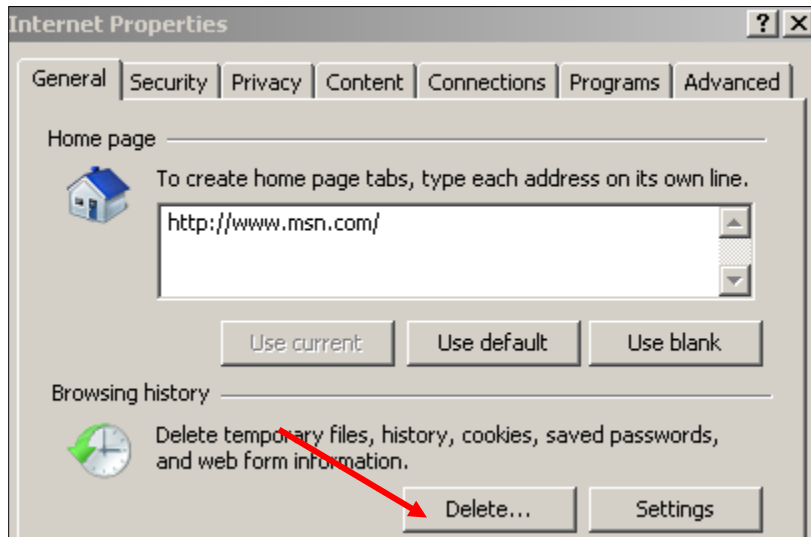 Internet Properties
General Security Privacy Content Connections Programs Advanced
Home page
To create home page tabs, type each address on its own line.
http://www.msn.com/
Use current Use default Use blank
Browsing history
Delete temporary files, history, cookies, saved passwords,
and web form information.
Delete... Settings